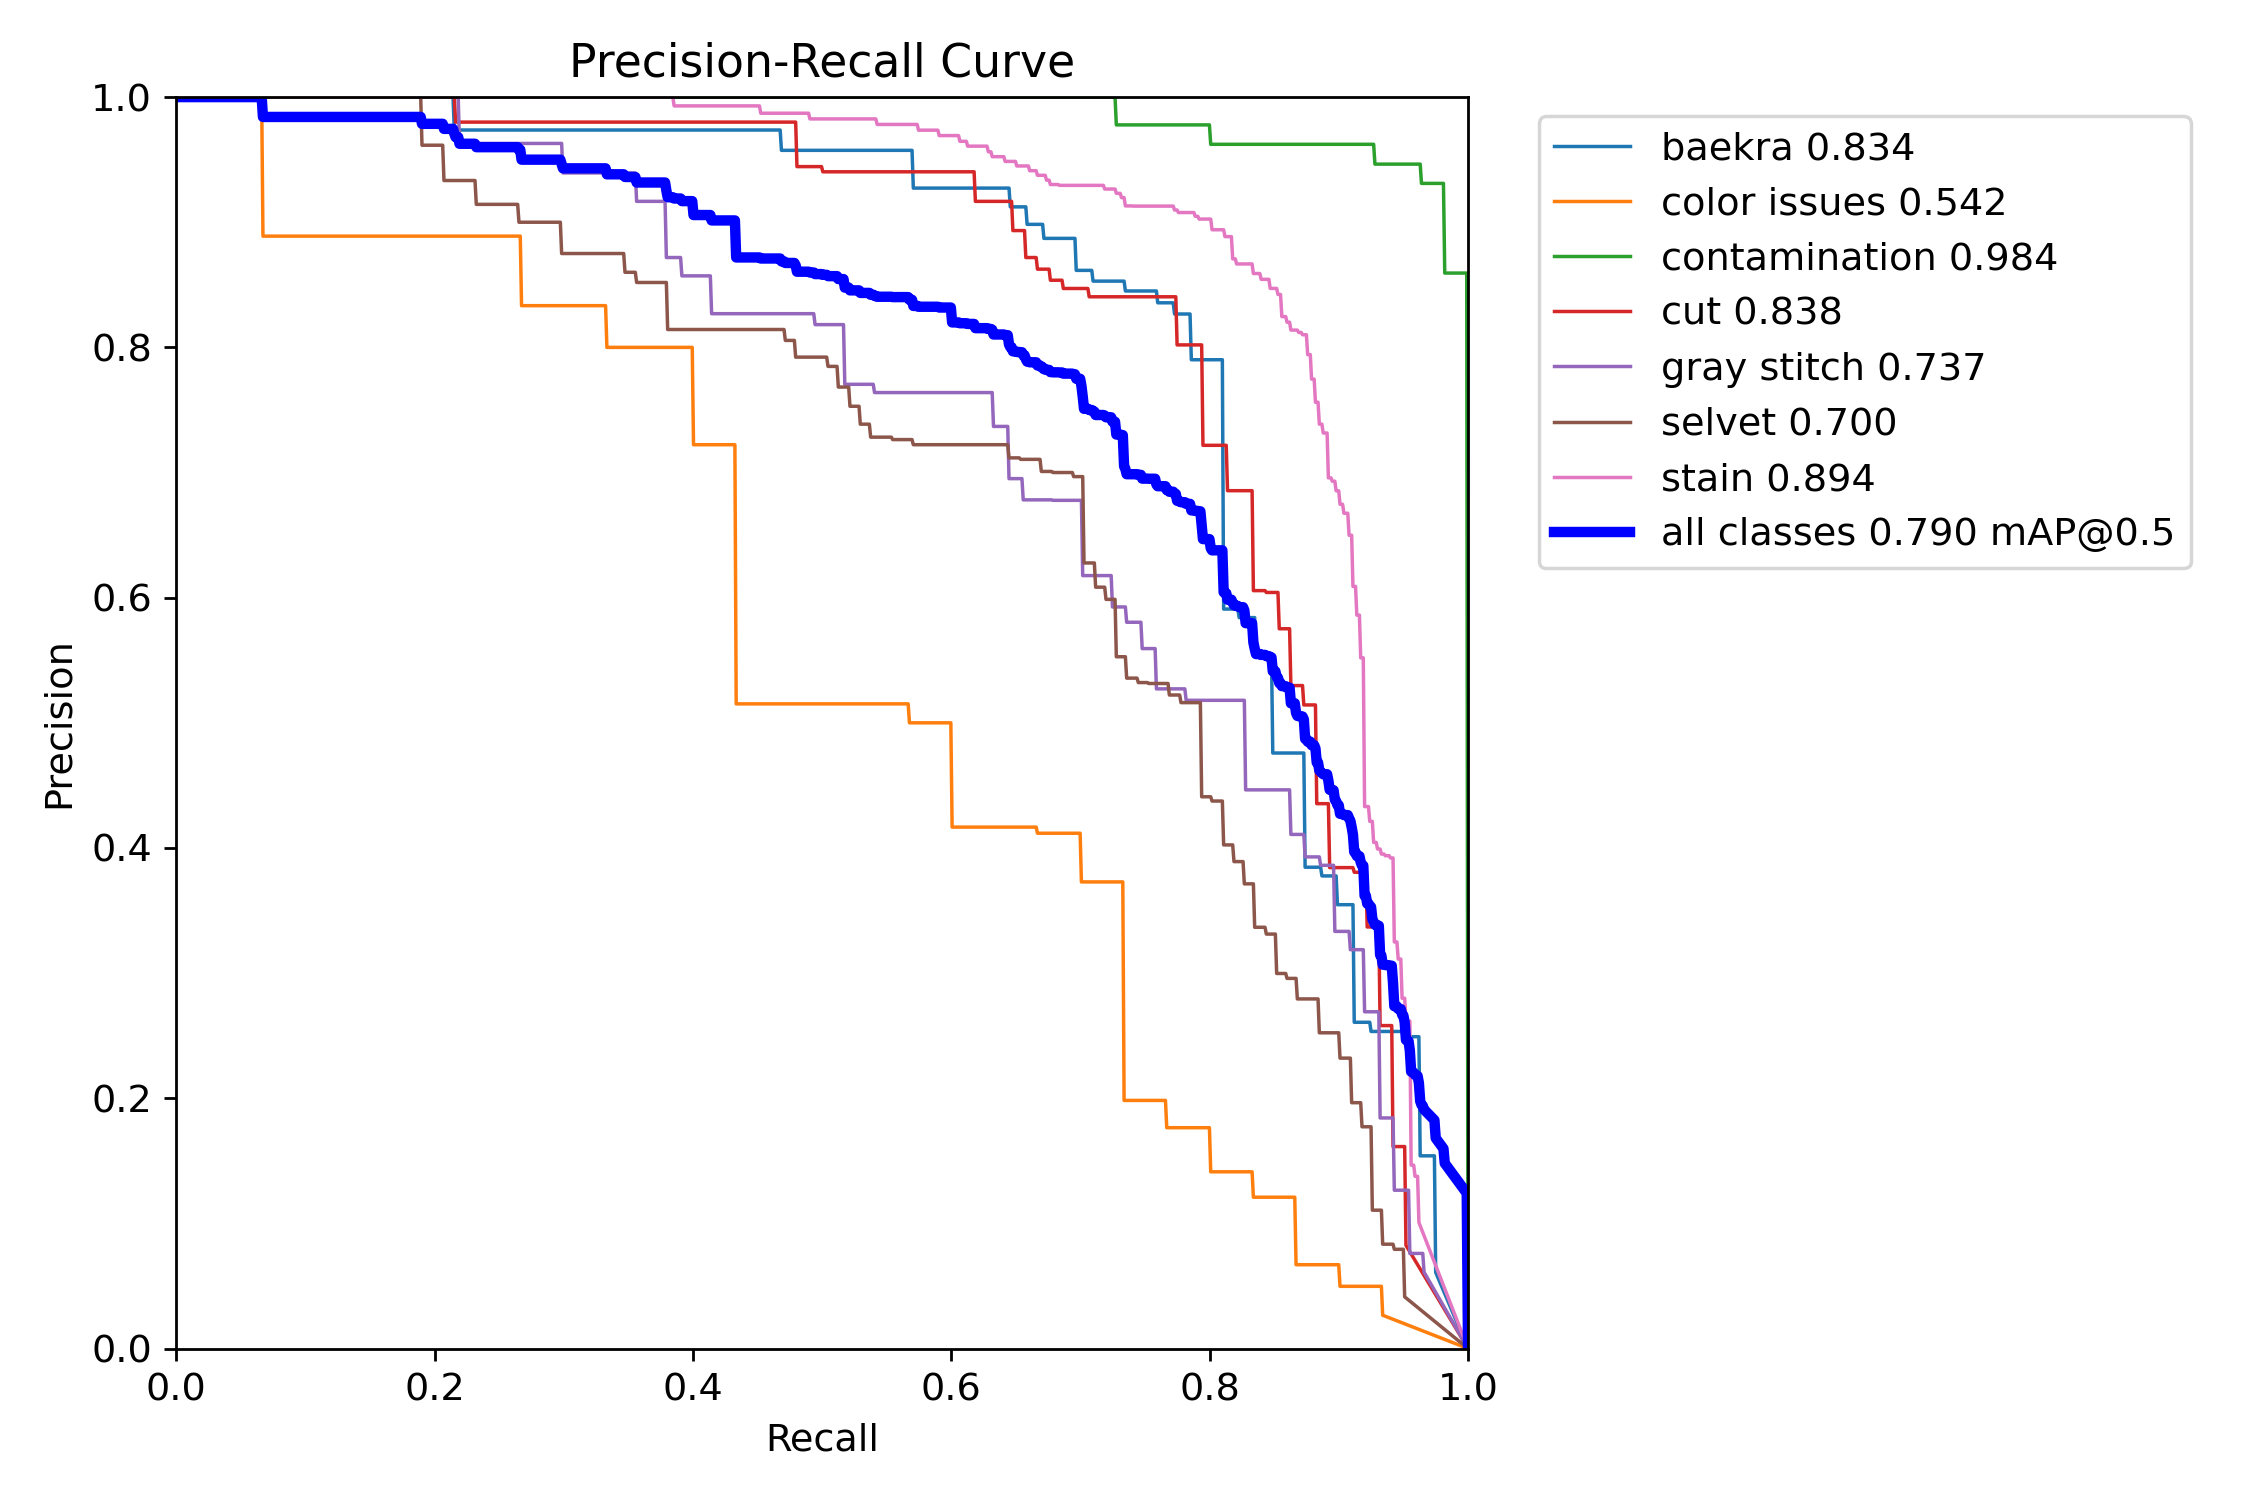 Precision-Recall Curve
1.0
0.8
0.6
0.4
0.2
0.0
Precision
0.0 0.2 0.4 0.6 0.8 1.0
Recall
baekra 0.834
color issues 0.542
contamination 0.984
cut 0.838
gray stitch 0.737
selvet 0.700
stain 0.894
all classes 0.790 mAP@0.5